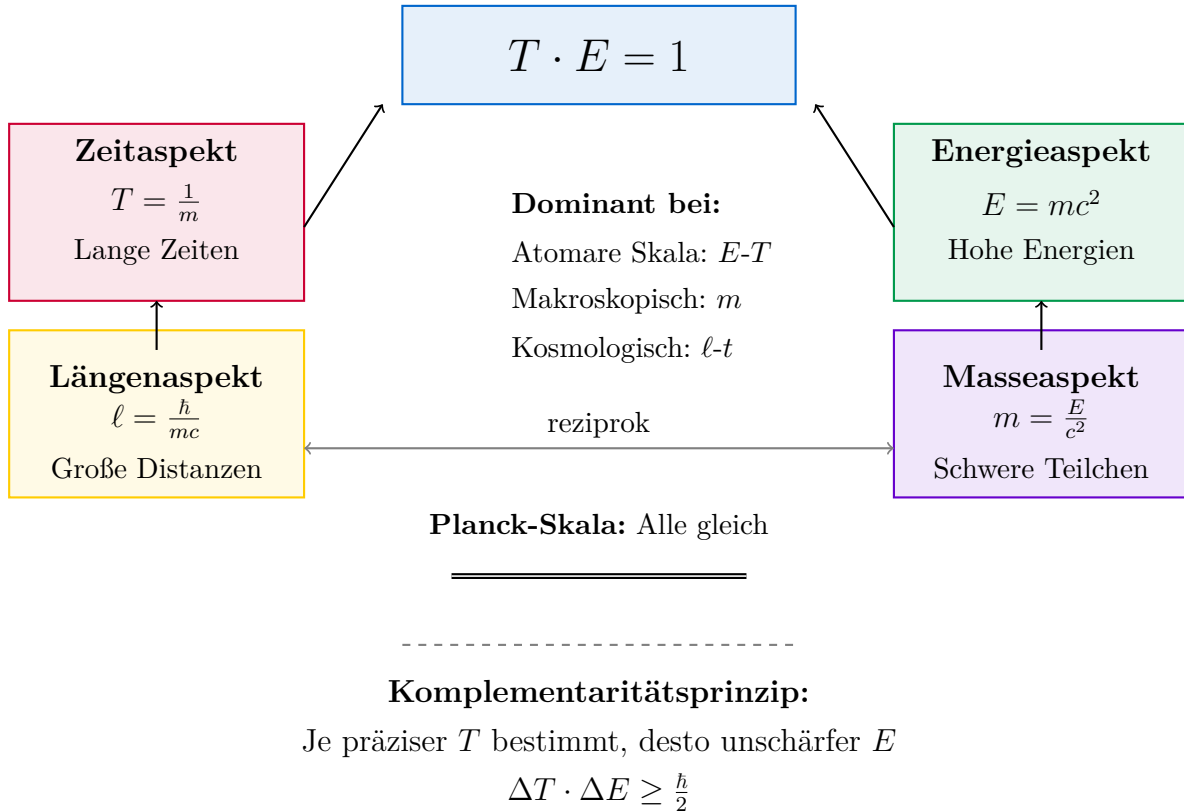 T · E = 1
Zeitaspekt
T = 1/m
Lange Zeiten
Energieaspekt
E = mc²
Hohe Energien
Dominant bei:
Atomare Skala: E-T
Makroskopisch: m
Kosmologisch: ℓ-t
Längenaspekt
ℓ = ħ/mc
Große Distanzen
reziprok
Masseaspekt
m = E/c²
Schwere Teilchen
Planck-Skala: Alle gleich
Komplementaritätsprinzip:
Je präziser T bestimmt, desto unschärfer E
ΔT · ΔE ≥ ħ/2